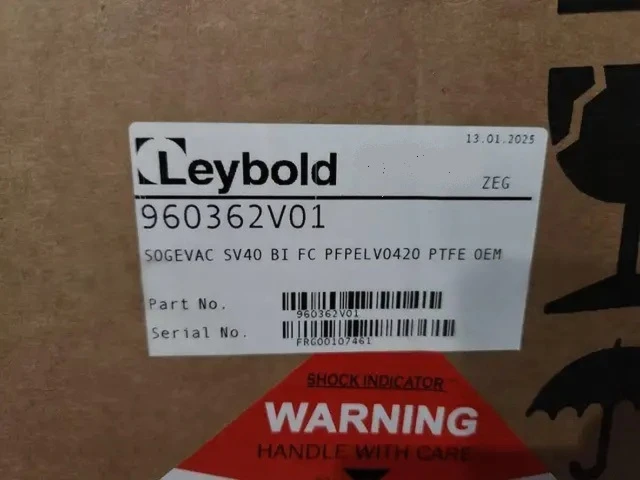 13.01.2025
Leybold
ZEG
960362V01
SOGEVAC SV40 BI FC PFPELV0420 PTFE OEM
Part No.
960362V01
Serial No.
FRG00107461
SHOCK INDICATOR
WARNING
HANDLE WITH CARE